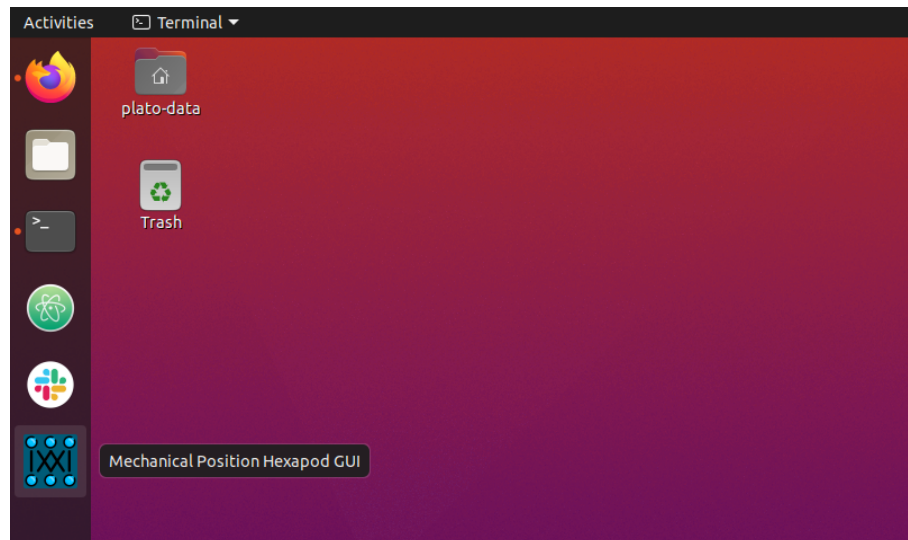 Activities
Terminal
plato-data
Trash
>_
Mechanical Position Hexapod GUI